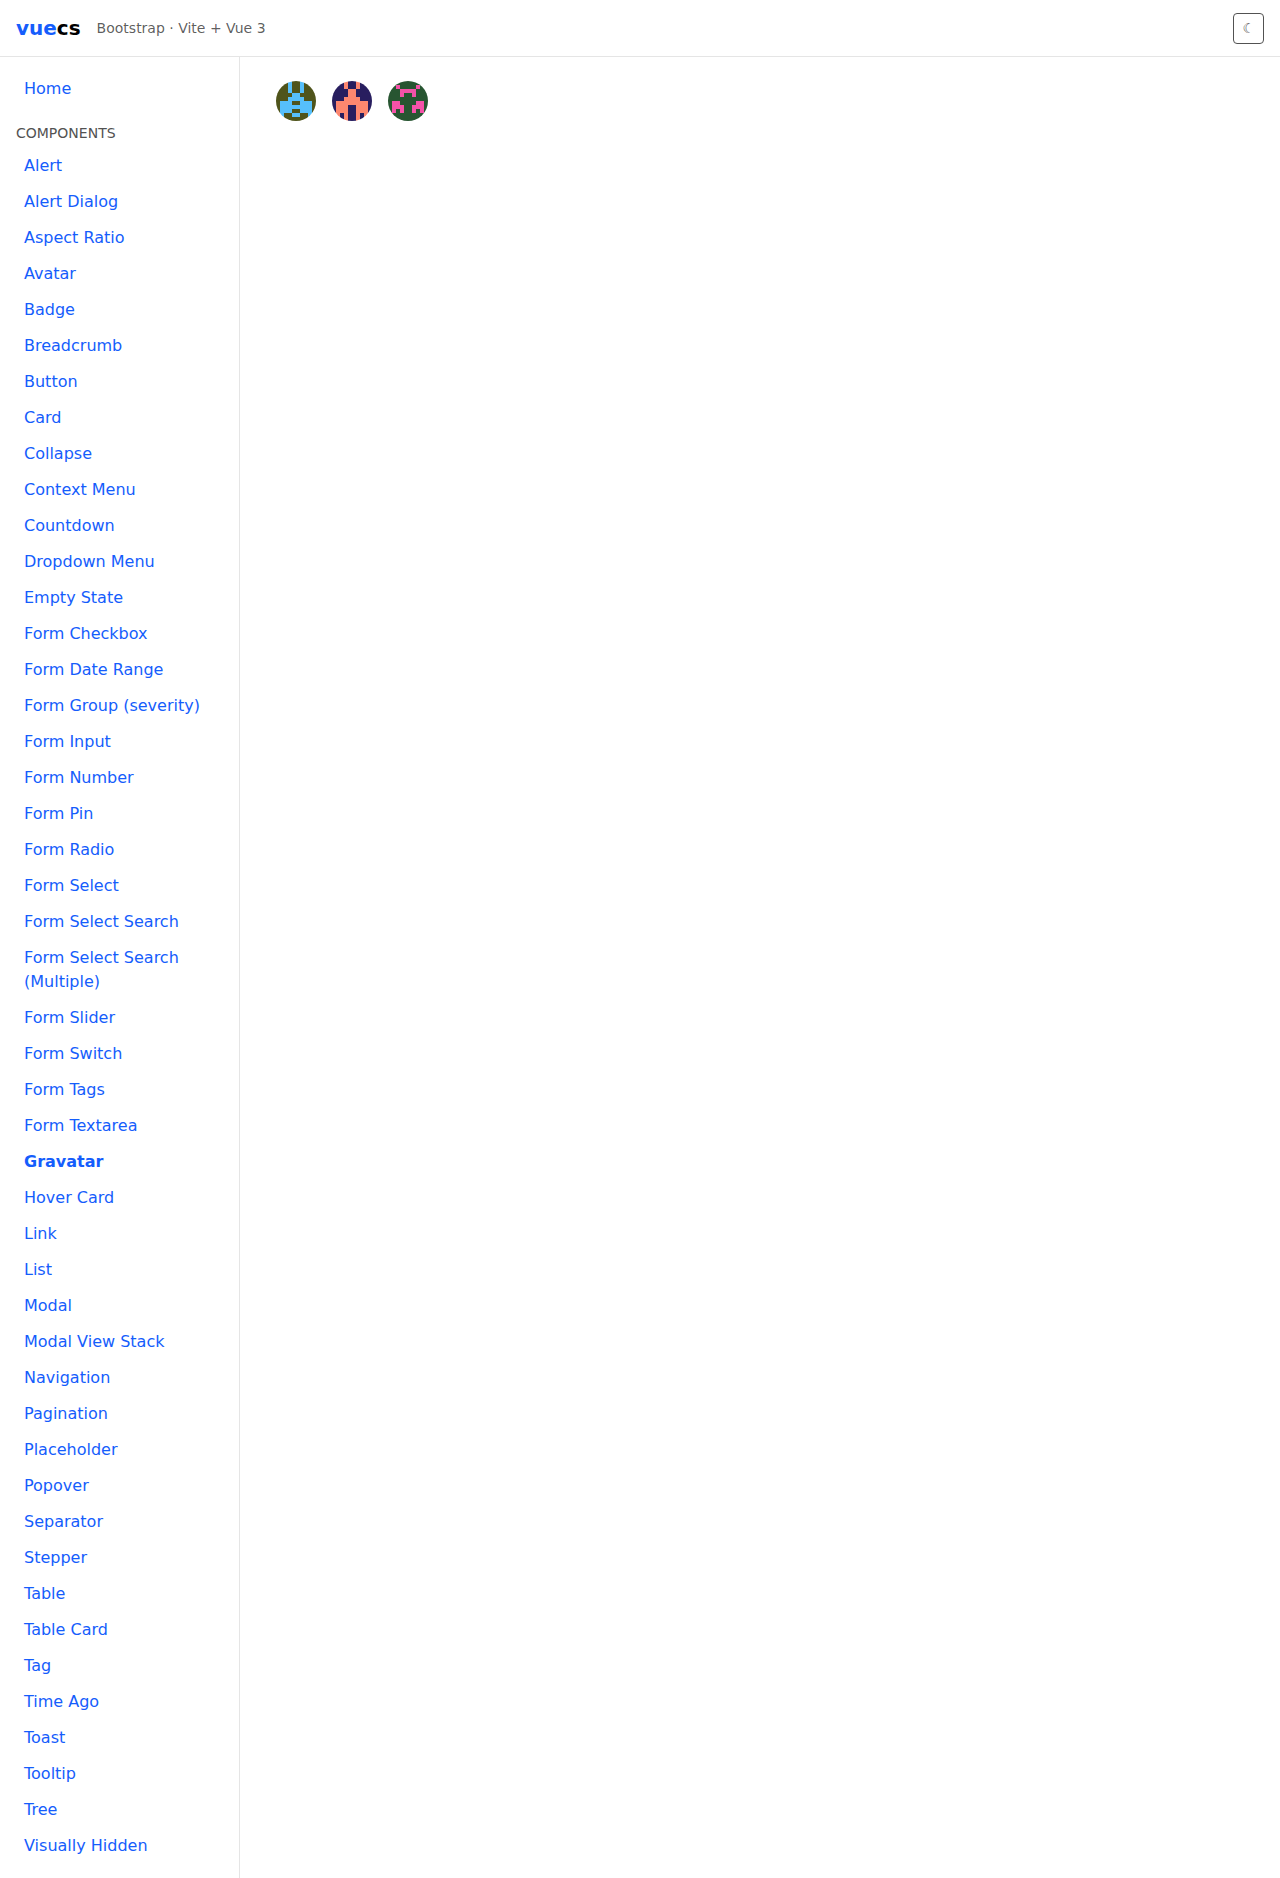 vuecs Bootstrap · Vite + Vue 3
Home
COMPONENTS
Alert
Alert Dialog
Aspect Ratio
Avatar
Badge
Breadcrumb
Button
Card
Collapse
Context Menu
Countdown
Dropdown Menu
Empty State
Form Checkbox
Form Date Range
Form Group (severity)
Form Input
Form Number
Form Pin
Form Radio
Form Select
Form Select Search
Form Select Search
(Multiple)
Form Slider
Form Switch
Form Tags
Form Textarea
Gravatar
Hover Card
Link
List
Modal
Modal View Stack
Navigation
Pagination
Placeholder
Popover
Separator
Stepper
Table
Table Card
Tag
Time Ago
Toast
Tooltip
Tree
Visually Hidden